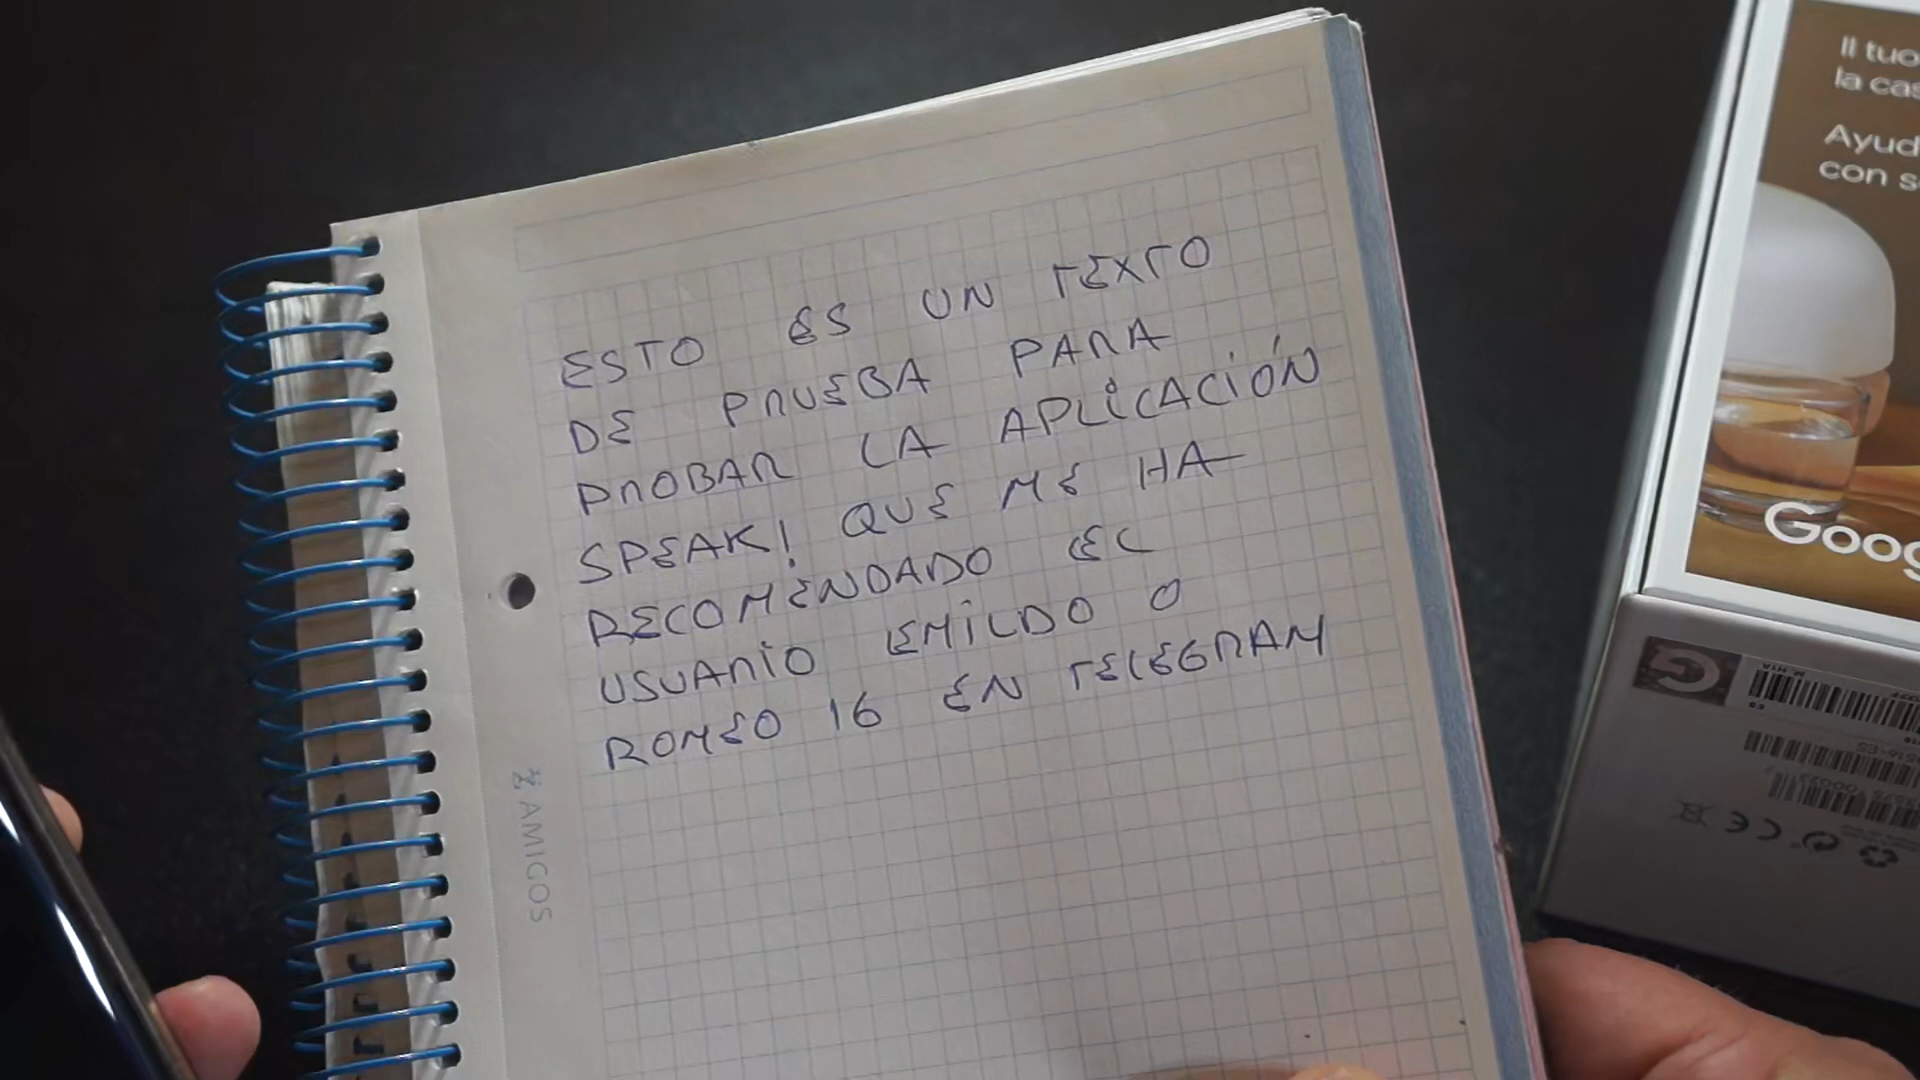 ESTO ES UN TEXTO
DE PRUEBA PARA
PROBAR LA APLICACIÓN
SPEAK! QUE ME HA
RECOMENDADO EL
USUARIO EMILDO O
ROMEO 16 EN TELEGRAM
AMIGOS
Il tuo
la cas
Ayud
con s
Goog
G
CE